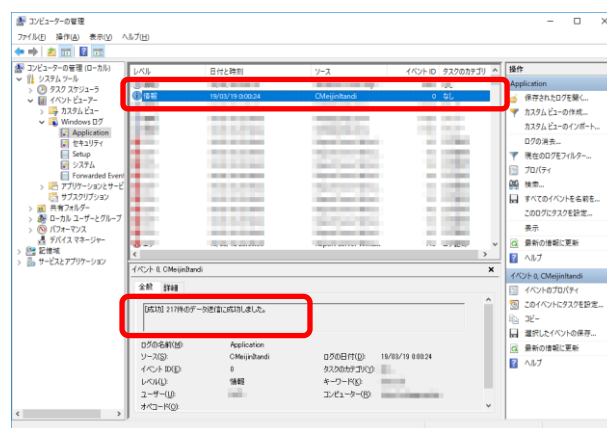 コンピューターの管理
ファイル(F) 操作(A) 表示(V) ヘルプ(H)
コンピューターの管理 (ローカル)
システム ツール
タスク スケジューラ
イベント ビューアー
カスタム ビュー
Windows ログ
Application
セキュリティ
Setup
システム
Forwarded Event
アプリケーションとサービ
サブスクリプション
共有フォルダー
ローカル ユーザーとグループ
パフォーマンス
デバイス マネージャー
記憶域
サービスとアプリケーション
レベル 日付と時刻 ソース イベント ID タスクのカテゴリ
情報 19/03/19 0:00:24 CMeijinItandi 0 なし
イベント 0, CMeijinItandi
全般 詳細
[成功] 217件のデータ送信に成功しました。
ログの名前(M): Application
ソース(S): CMeijinItandi ログの日付(D): 19/03/19 0:00:24
イベント ID(E): 0 タスクのカテゴリ(Y):
レベル(L): 情報 キーワード(K):
ユーザー(U): コンピューター(R):
オペコード(O):
操作
Application
保存されたログを開く...
カスタム ビューの作成...
カスタム ビューのインポート...
ログの消去...
現在のログをフィルター...
プロパティ
検索...
すべてのイベントを名前を...
このログにタスクを設定...
表示
最新の情報に更新
ヘルプ
イベント 0, CMeijinItandi
イベントのプロパティ
このイベントにタスクを設定...
コピー
選択したイベントの保存...
最新の情報に更新
ヘルプ